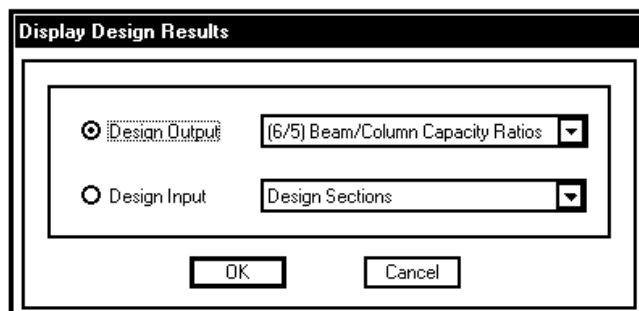 Display Design Results
Design Output (6/5) Beam/Column Capacity Ratios
Design Input Design Sections
OK Cancel